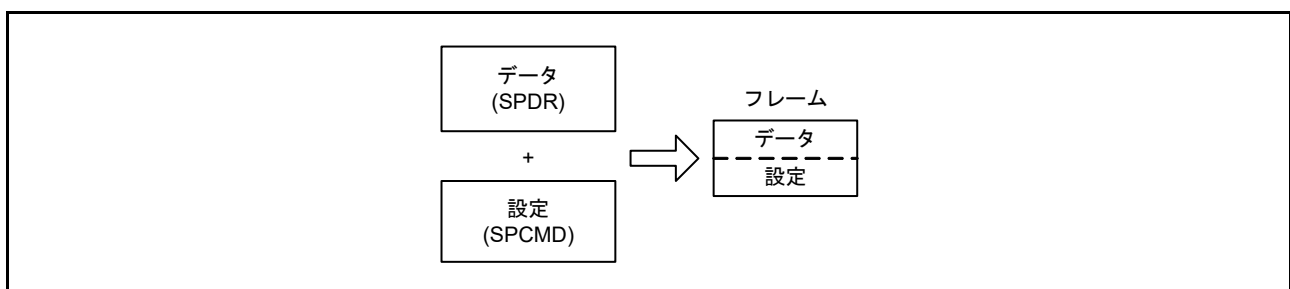 データ
(SPDR)
+
設定
(SPCMD)
フレーム
データ
設定